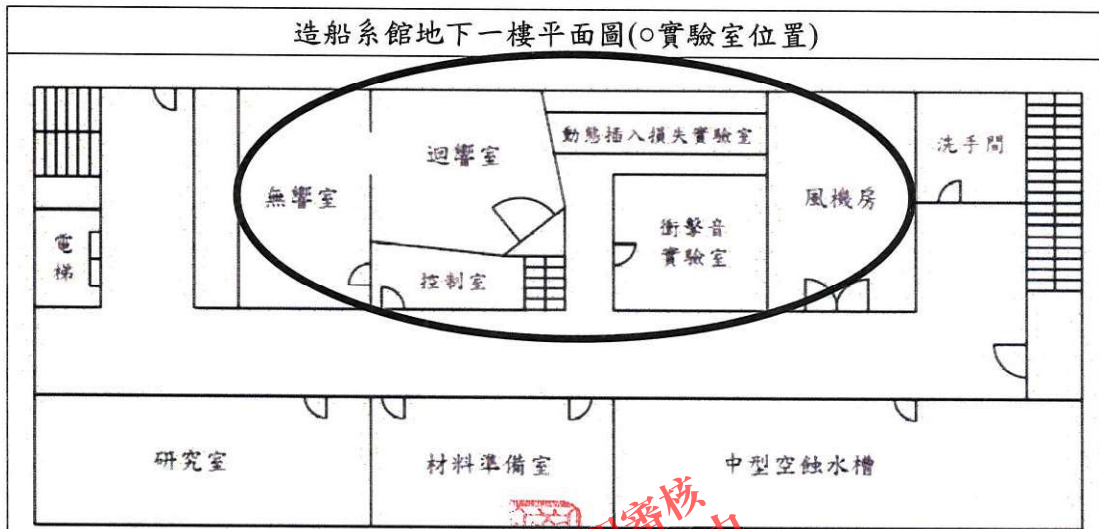 造船系館地下一樓平面圖(○實驗室位置)
動態插入損失實驗室
迴響室
洗手間
無響室
風機房
衝擊音
實驗室
電
梯
控制室
研究室
材料準備室
中型空蝕水槽
審核